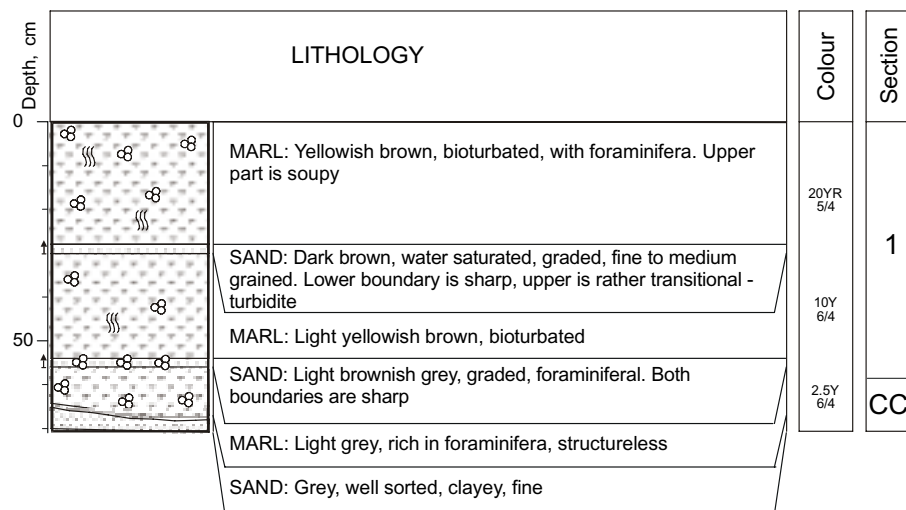 Depth, cm
LITHOLOGY
Colour
Section
0
MARL: Yellowish brown, bioturbated, with foraminifera. Upper
part is soupy
20YR
5/4
SAND: Dark brown, water saturated, graded, fine to medium
grained. Lower boundary is sharp, upper is rather transitional -
turbidite
1
10Y
6/4
50
MARL: Light yellowish brown, bioturbated
SAND: Light brownish grey, graded, foraminiferal. Both
boundaries are sharp
2.5Y
6/4
CC
MARL: Light grey, rich in foraminifera, structureless
SAND: Grey, well sorted, clayey, fine